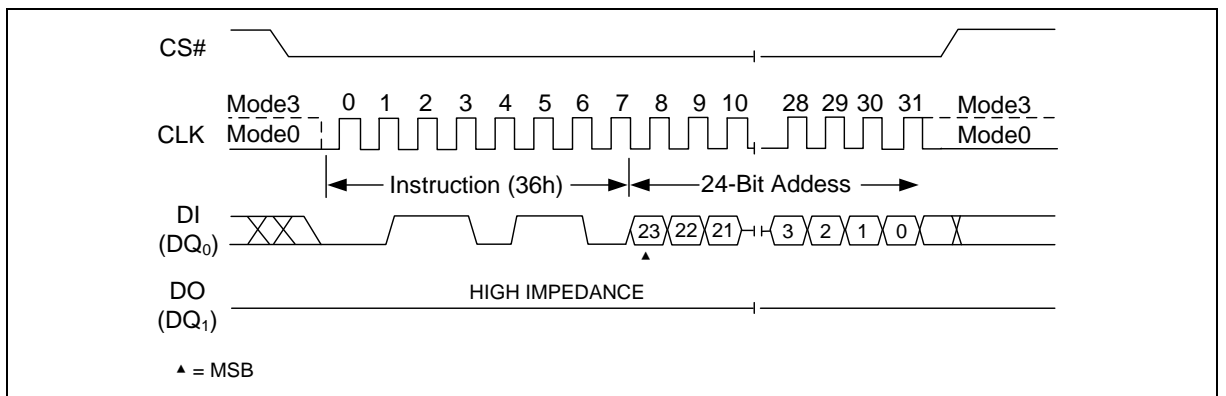 CS#
Mode3 0 1 2 3 4 5 6 7 8 9 10 28 29 30 31 Mode3
CLK Mode0 Mode0
Instruction (36h) 24-Bit Addess
DI
(DQ0) 23 22 21 3 2 1 0
DO HIGH IMPEDANCE
(DQ1)
▲ = MSB